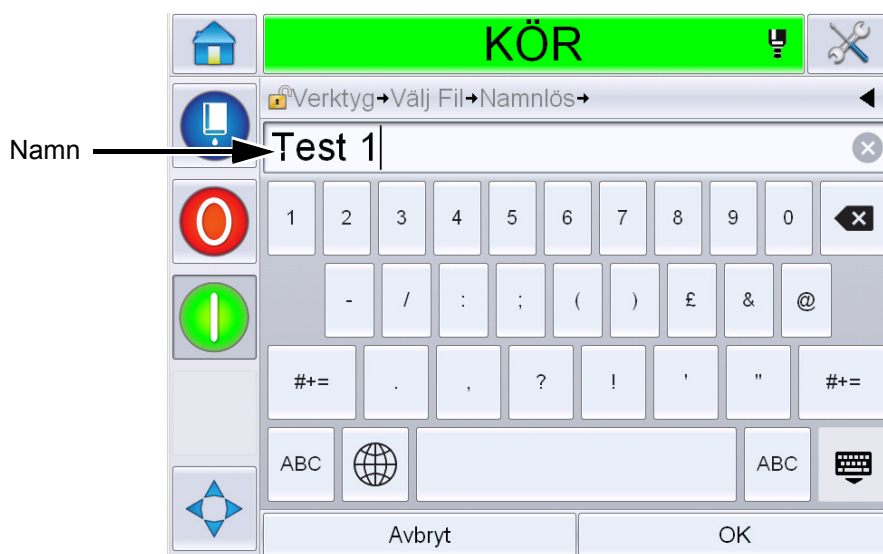 KÖR
Verktyg→Välj Fil→Namnlös→
Namn
Test 1
1 2 3 4 5 6 7 8 9 0
- / : ; ( ) £ & @
#+= . , ? ! ' " #+=
ABC ABC
Avbryt OK